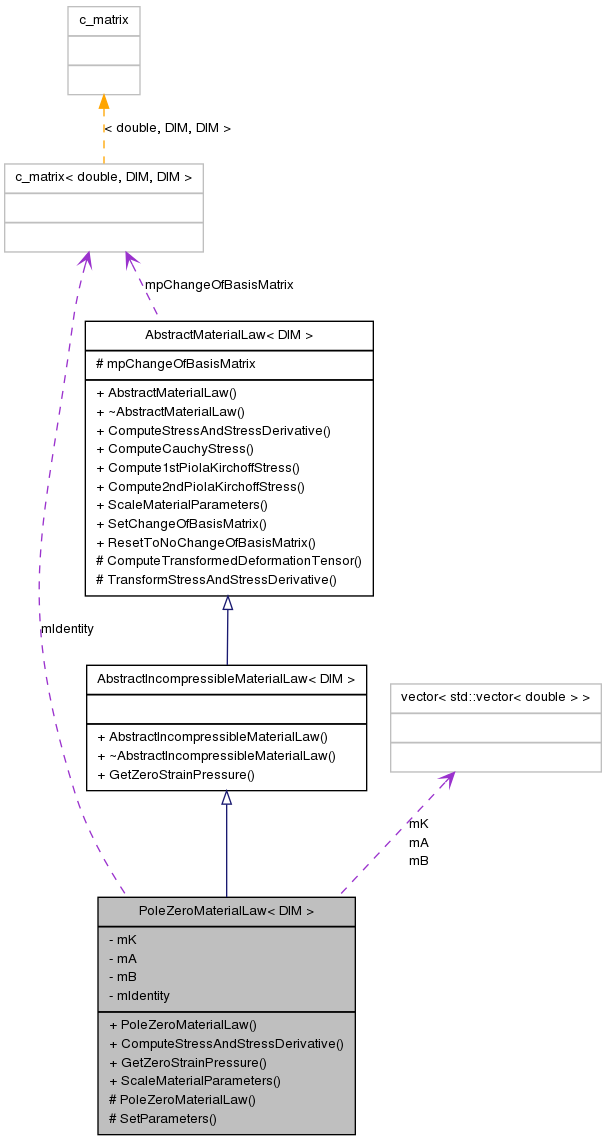 c_matrix
< double, DIM, DIM >
c_matrix< double, DIM, DIM >
mpChangeOfBasisMatrix
AbstractMaterialLaw< DIM >
# mpChangeOfBasisMatrix
+ AbstractMaterialLaw()
+ ~AbstractMaterialLaw()
+ ComputeStressAndStressDerivative()
+ ComputeCauchyStress()
+ Compute1stPiolaKirchoffStress()
+ Compute2ndPiolaKirchoffStress()
+ ScaleMaterialParameters()
+ SetChangeOfBasisMatrix()
+ ResetToNoChangeOfBasisMatrix()
# ComputeTransformedDeformationTensor()
# TransformStressAndStressDerivative()
mIdentity
AbstractIncompressibleMaterialLaw< DIM >
+ AbstractIncompressibleMaterialLaw()
+ ~AbstractIncompressibleMaterialLaw()
+ GetZeroStrainPressure()
vector< std::vector< double > >
mK
mA
mB
PoleZeroMaterialLaw< DIM >
- mK
- mA
- mB
- mIdentity
+ PoleZeroMaterialLaw()
+ ComputeStressAndStressDerivative()
+ GetZeroStrainPressure()
+ ScaleMaterialParameters()
# PoleZeroMaterialLaw()
# SetParameters()